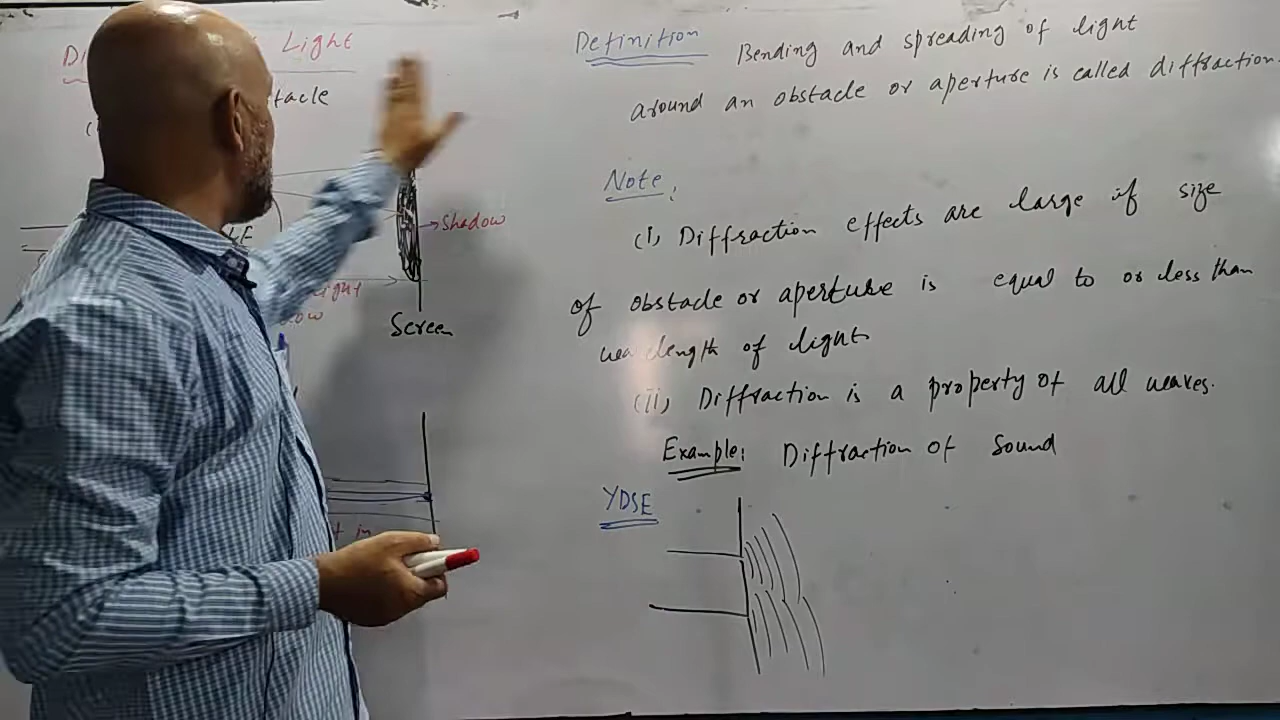 Light
tacle
Shadow
Screen
Definition Bending and spreading of light
around an obstacle or aperture is called diffraction.
Note:
(i) Diffraction effects are large if size
of obstacle or aperture is equal to or less than
length of light
(ii) Diffraction is a property of all waves.
Example: Diffraction of Sound
YDSE